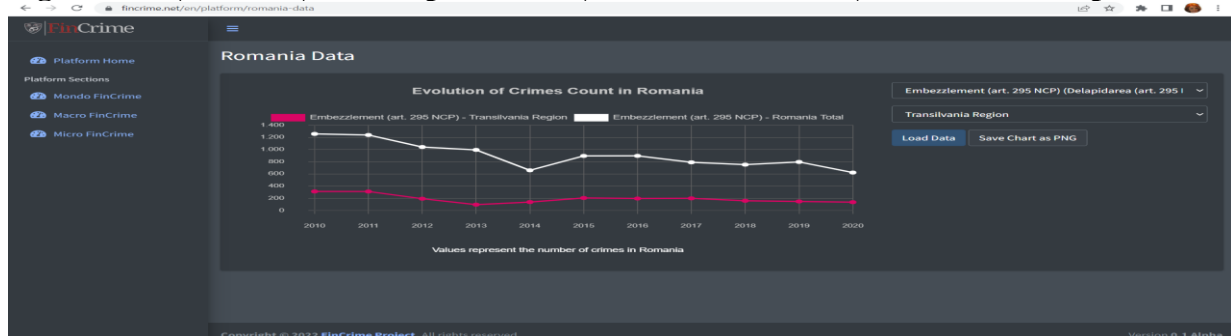 fincrime.net/en/platform/romania-data
FinCrime
Platform Home
Platform Sections
Mondo FinCrime
Macro FinCrime
Micro FinCrime
Romania Data
Evolution of Crimes Count in Romania
Embezzlement (art. 295 NCP) - Transilvania Region Embezzlement (art. 295 NCP) - Romania Total
1.400
1.200
1.000
800
600
400
200
0
2010 2011 2012 2013 2014 2015 2016 2017 2018 2019 2020
Values represent the number of crimes in Romania
Embezzlement (art. 295 NCP) (Delapidarea (art. 295 I
Transilvania Region
Load Data Save Chart as PNG
Copyright © 2022 FinCrime Project. All rights reserved. Version 0.1 Alpha